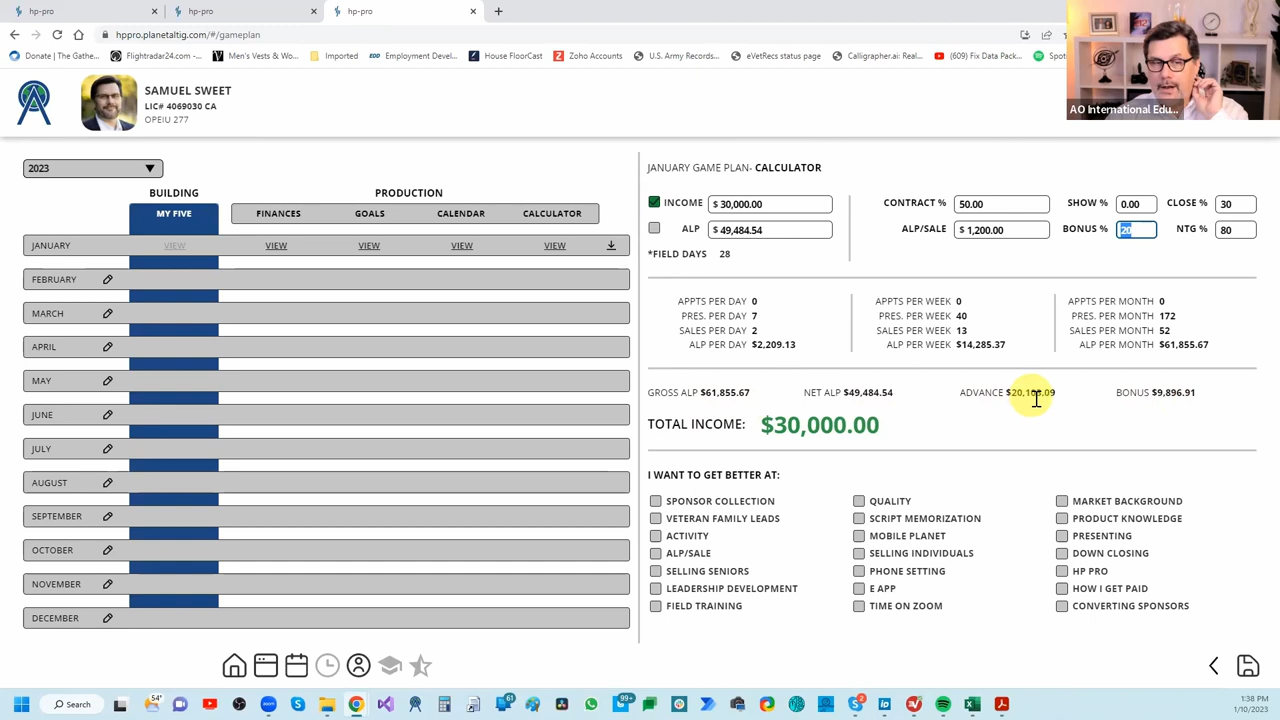 hp-pro
hp-pro
hp-pro
hppro.planetaltig.com/#/gameplan
Donate | The Gathe...
Flightradar24.com -...
Men's Vests & Wo...
Imported
EDD Employment Devel...
House FloorCast
Zoho Accounts
U.S. Army Records...
eVetRecs status page
Calligrapher.ai: Real...
(609) Fix Data Pack...
Spot
AO International Edu...
SAMUEL SWEET
LIC# 4069030 CA
OPEIU 277
2023
BUILDING
PRODUCTION
MY FIVE
FINANCES
GOALS
CALENDAR
CALCULATOR
JANUARY
VIEW
VIEW
VIEW
VIEW
VIEW
FEBRUARY
MARCH
APRIL
MAY
JUNE
JULY
AUGUST
SEPTEMBER
OCTOBER
NOVEMBER
DECEMBER
JANUARY GAME PLAN- CALCULATOR
INCOME $ 30,000.00
CONTRACT % 50.00
SHOW % 0.00
CLOSE % 30
ALP $ 49,484.54
ALP/SALE $ 1,200.00
BONUS % 20
NTG % 80
*FIELD DAYS 28
APPTS PER DAY 0
PRES. PER DAY 7
SALES PER DAY 2
ALP PER DAY $2,209.13
APPTS PER WEEK 0
PRES. PER WEEK 40
SALES PER WEEK 13
ALP PER WEEK $14,285.37
APPTS PER MONTH 0
PRES. PER MONTH 172
SALES PER MONTH 52
ALP PER MONTH $61,855.67
GROSS ALP $61,855.67
NET ALP $49,484.54
ADVANCE
BONUS $9,896.91
TOTAL INCOME: $30,000.00
I WANT TO GET BETTER AT:
SPONSOR COLLECTION
QUALITY
MARKET BACKGROUND
VETERAN FAMILY LEADS
SCRIPT MEMORIZATION
PRODUCT KNOWLEDGE
ACTIVITY
MOBILE PLANET
PRESENTING
ALP/SALE
SELLING INDIVIDUALS
DOWN CLOSING
SELLING SENIORS
PHONE SETTING
HP PRO
LEADERSHIP DEVELOPMENT
E APP
HOW I GET PAID
FIELD TRAINING
TIME ON ZOOM
CONVERTING SPONSORS
Search
54°
61
99+
2
1:38 PM
1/10/2023